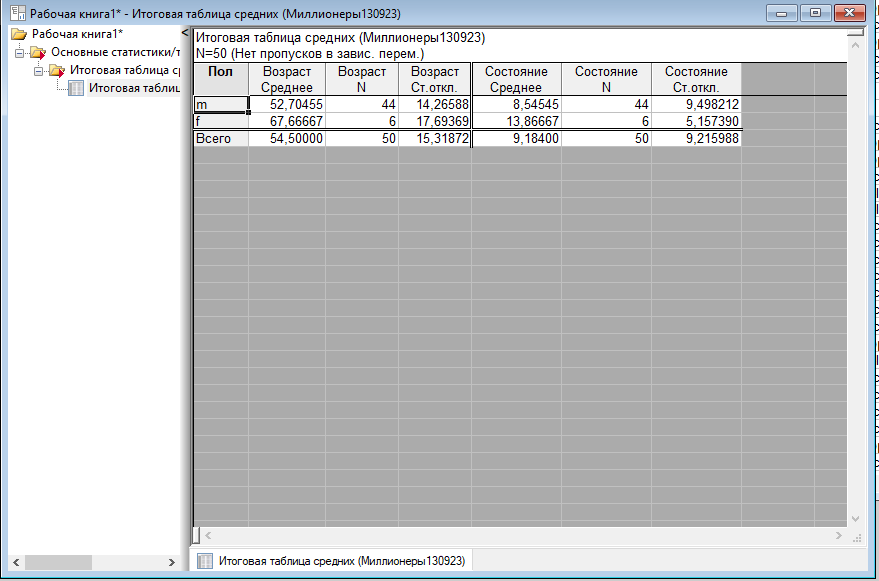 Рабочая книга1* - Итоговая таблица средних (Миллионеры130923)
Рабочая книга1*
Основные статистики/т
Итоговая таблица с
Итоговая таблиц
Итоговая таблица средних (Миллионеры130923)
N=50 (Нет пропусков в завис. перем.)
Пол Возраст Возраст Возраст Состояние Состояние Состояние
Среднее N Ст.откл. Среднее N Ст.откл.
m 52,70455 44 14,26588 8,54545 44 9,498212
f 67,66667 6 17,69369 13,86667 6 5,157390
Всего 54,50000 50 15,31872 9,18400 50 9,215988
Итоговая таблица средних (Миллионеры130923)